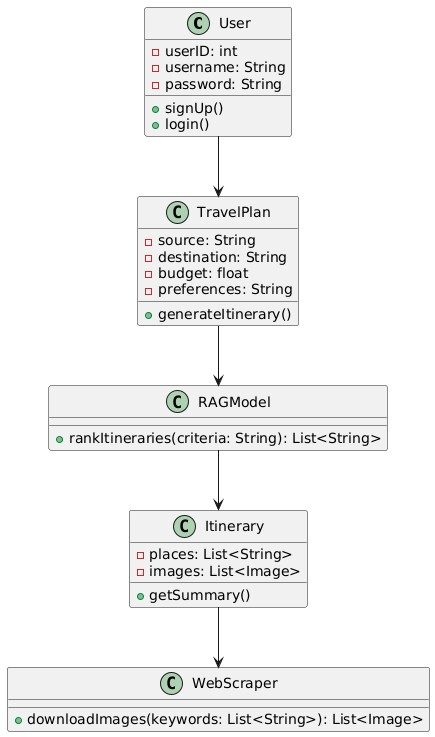 C User
userID: int
username: String
password: String
signUp()
login()
C TravelPlan
source: String
destination: String
budget: float
preferences: String
generateItinerary()
C RAGModel
rankItineraries(criteria: String): List<String>
C Itinerary
places: List<String>
images: List<Image>
getSummary()
C WebScraper
downloadImages(keywords: List<String>): List<Image>